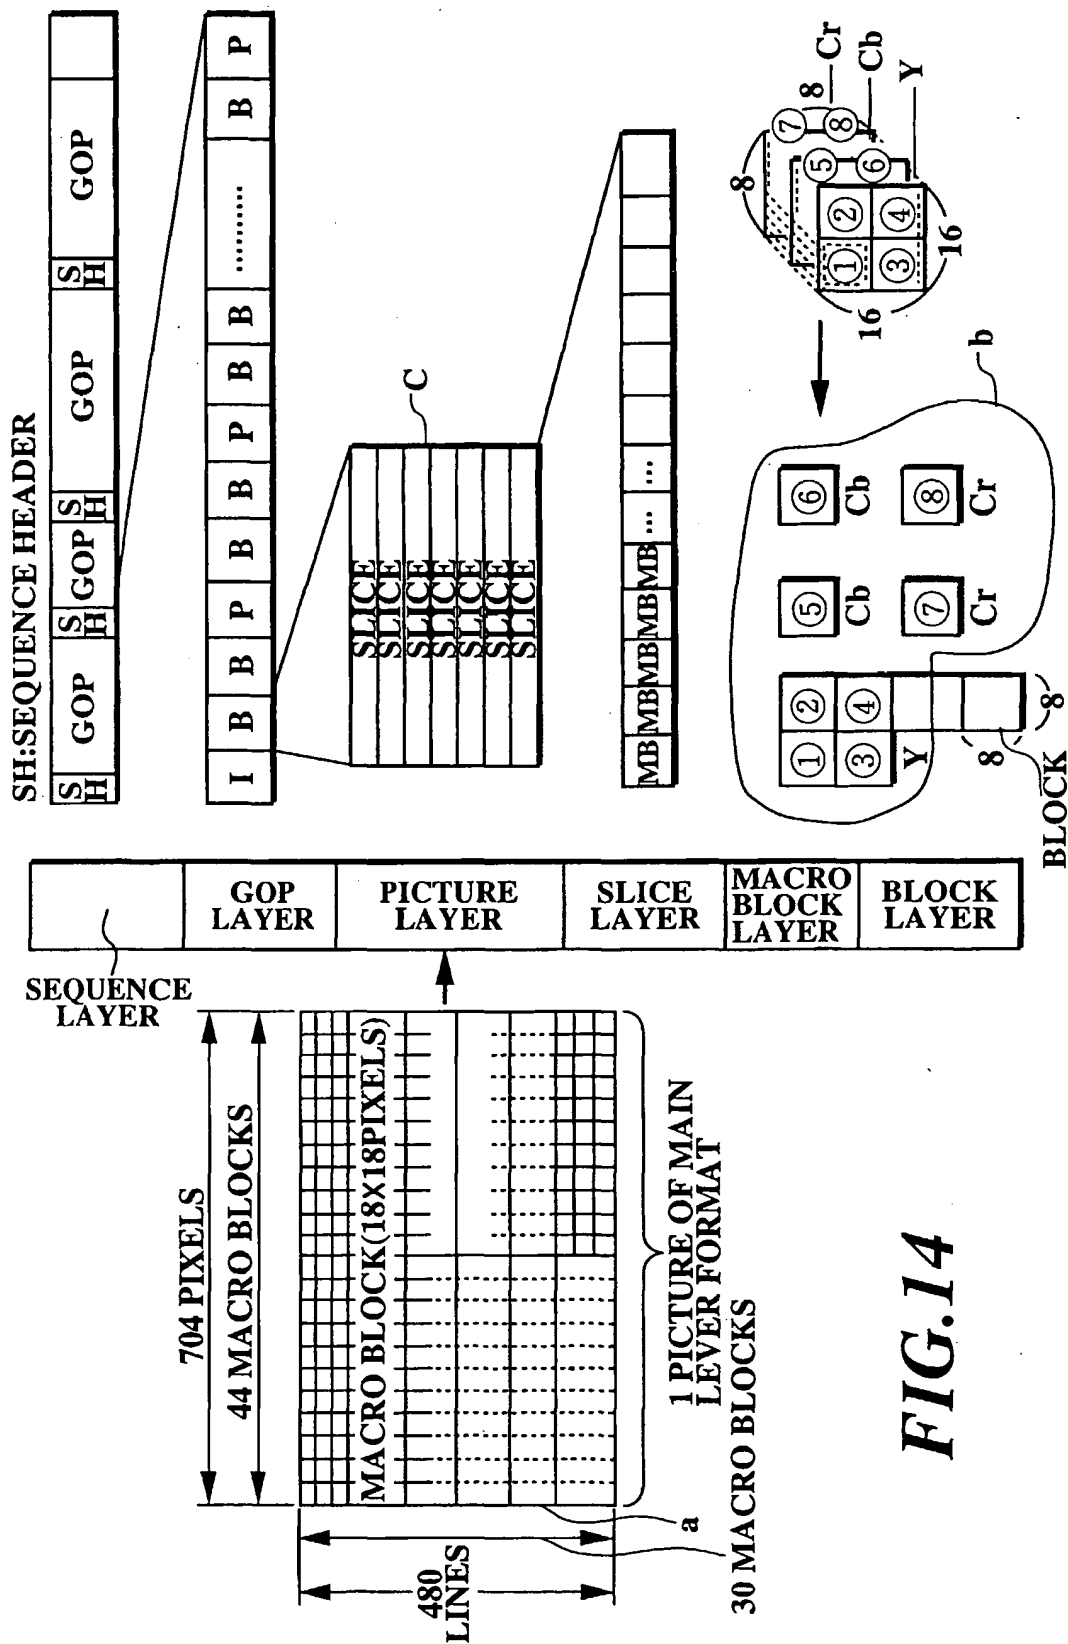 SH:SEQUENCE HEADER
SH GOP SH GOP SH GOP SH GOP
I B B P B B P B B ......... B P
C
SLICE
SLICE
SLICE
SLICE
SLICE
SLICE
SLICE
MB MB MB MB MB ... ...
① ② ③ ④ Y
⑤ Cb
⑥ Cb
⑦ Cr
⑧ Cr
8
8
BLOCK
b
① ② ③ ④
⑤ ⑥
⑦ ⑧
16
16
8
8
Cr
Cb
Y
SEQUENCE
LAYER
GOP
LAYER
PICTURE
LAYER
SLICE
LAYER
MACRO
BLOCK
LAYER
BLOCK
LAYER
704 PIXELS
44 MACRO BLOCKS
MACRO BLOCK(18X18PIXELS)
480
LINES
a
30 MACRO BLOCKS
1 PICTURE OF MAIN
LEVER FORMAT
FIG.14